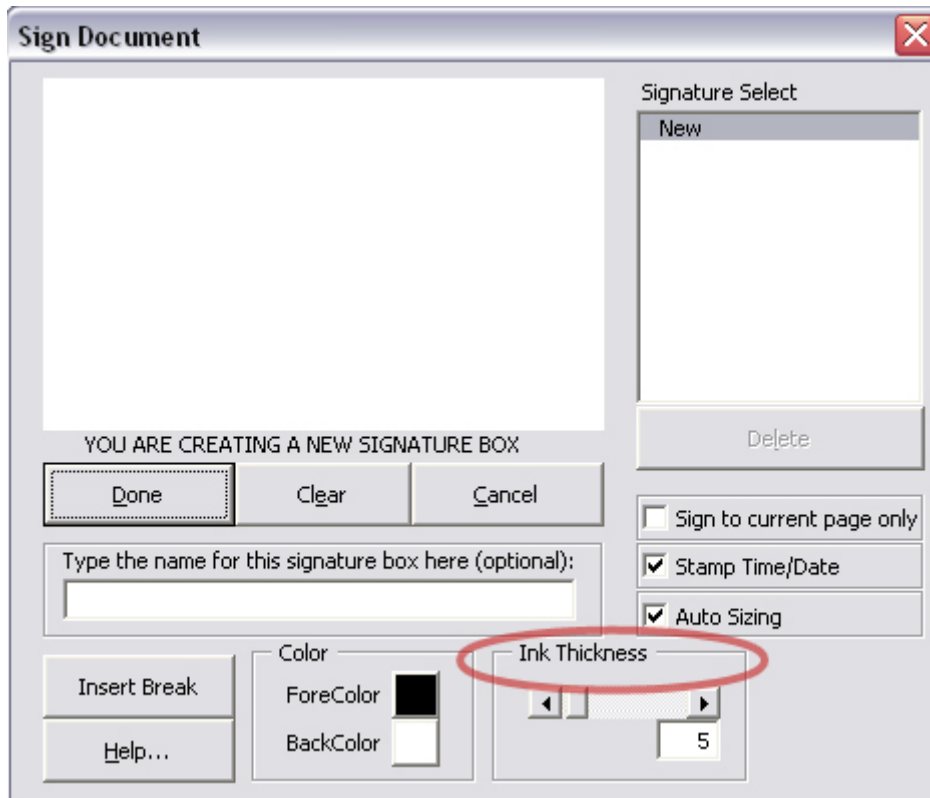 Sign Document
Signature Select
New
YOU ARE CREATING A NEW SIGNATURE BOX
Delete
Done
Clear
Cancel
Sign to current page only
Type the name for this signature box here (optional):
Stamp Time/Date
Auto Sizing
Color
Ink Thickness
Insert Break
ForeColor
BackColor
5
Help...